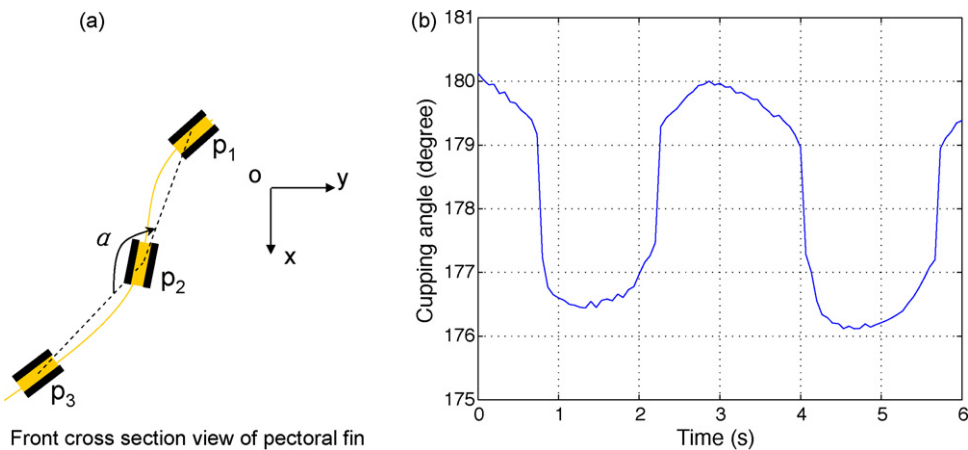 (a)
p1
o
y
x
α
p2
p3
Front cross section view of pectoral fin
(b)
Cupping angle (degree)
181
180
179
178
177
176
175
0 1 2 3 4 5 6
Time (s)